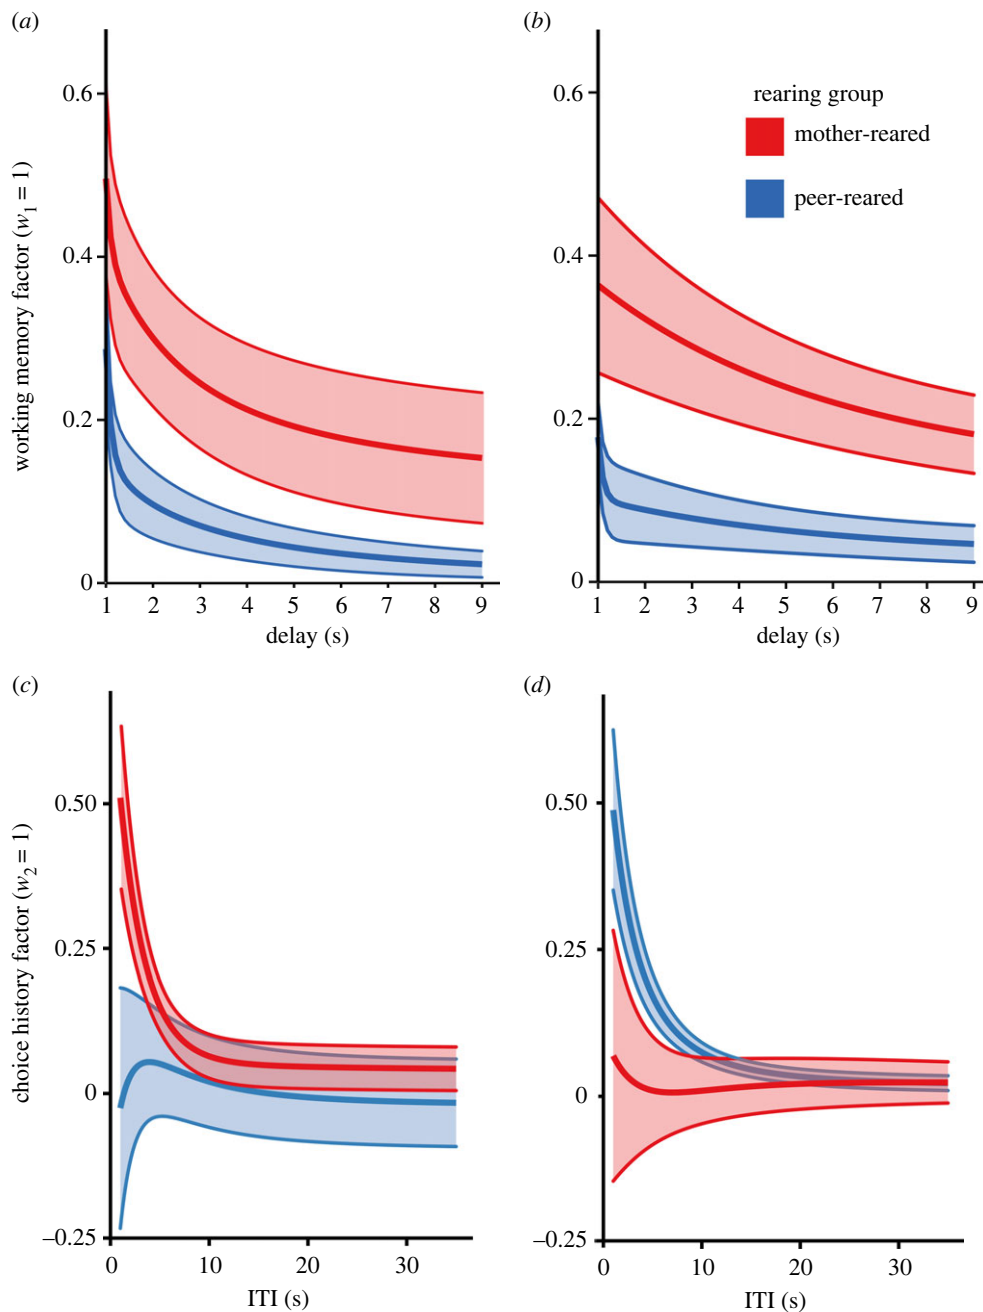 (a)
(b)
0.6
0.4
0.2
0
working memory factor (w1 = 1)
1 2 3 4 5 6 7 8 9
delay (s)
0.6
0.4
0.2
0
rearing group
mother-reared
peer-reared
1 2 3 4 5 6 7 8 9
delay (s)
(c)
(d)
0.50
0.25
0
–0.25
choice history factor (w2 = 1)
0 10 20 30
ITI (s)
0.50
0.25
0
–0.25
0 10 20 30
ITI (s)